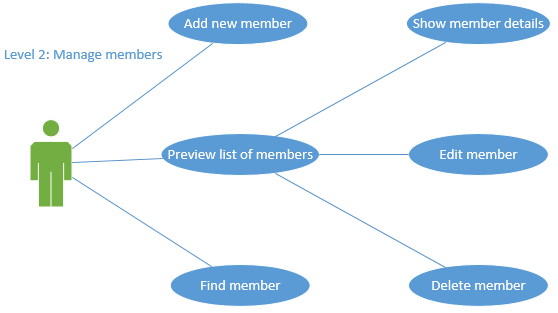 Add new member
Show member details
Level 2: Manage members
Preview list of members
Edit member
Find member
Delete member